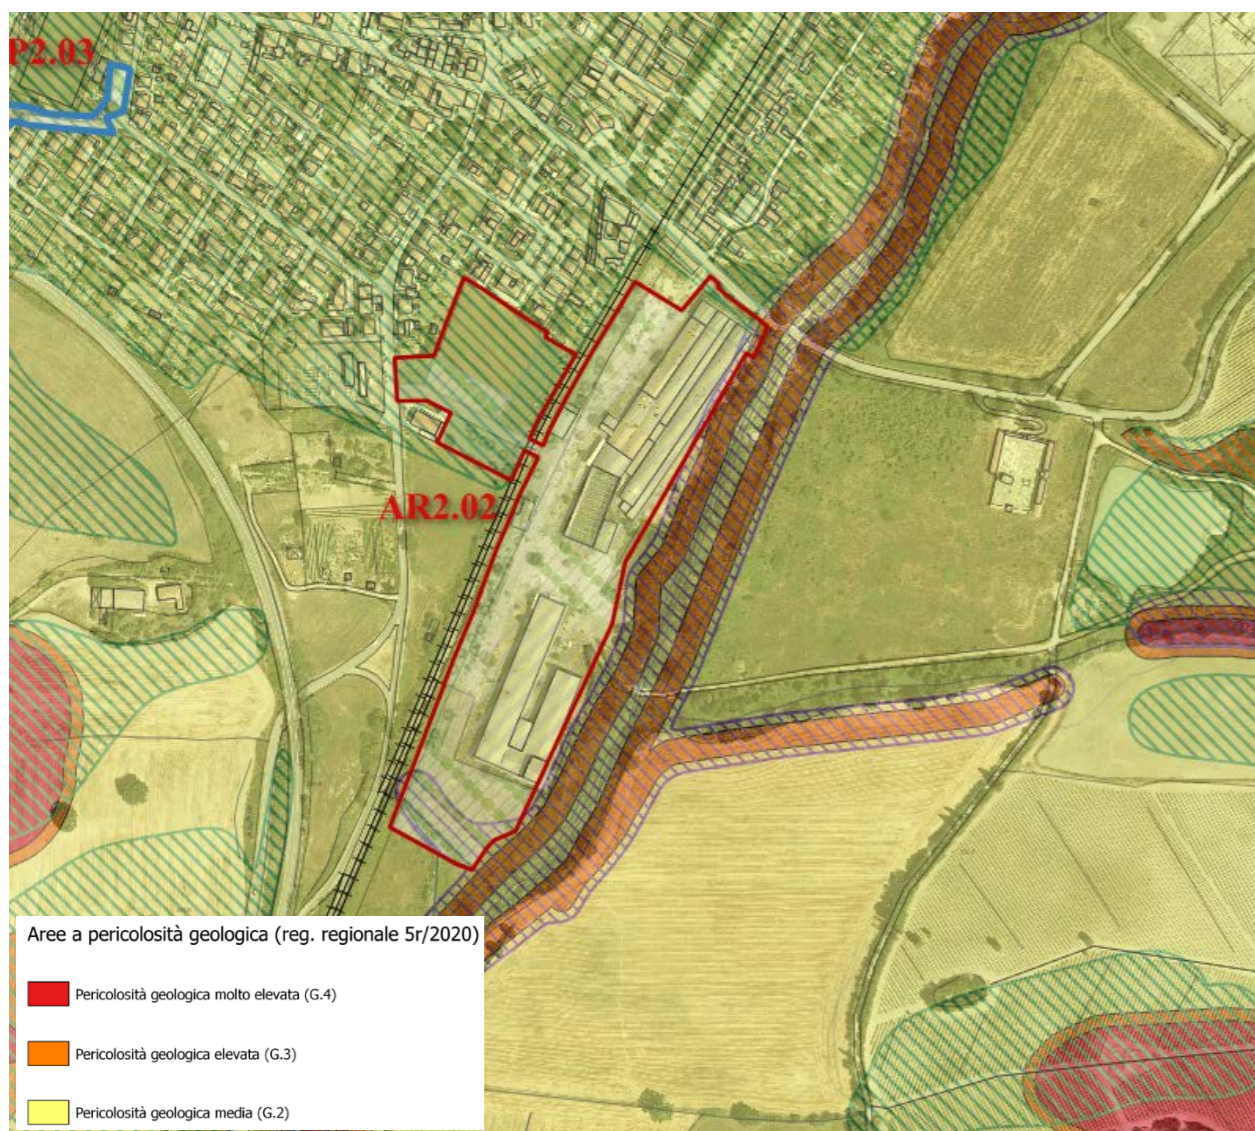 P2.03
AR2.02
Aree a pericolosità geologica (reg. regionale 5r/2020)
Pericolosità geologica molto elevata (G.4)
Pericolosità geologica elevata (G.3)
Pericolosità geologica media (G.2)